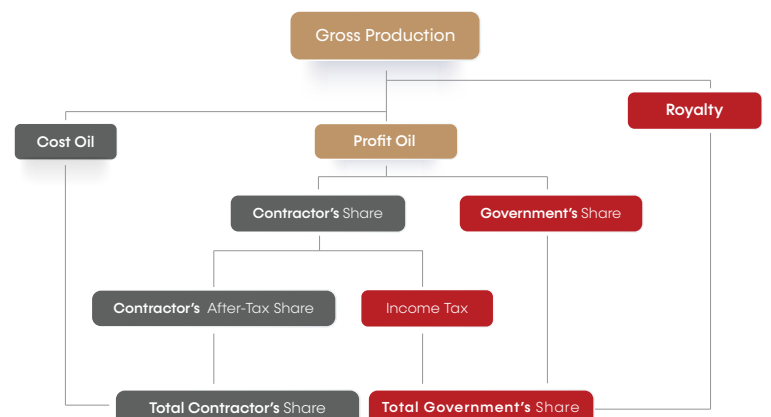 Gross Production
Royalty
Cost Oil
Profit Oil
Contractor's Share
Government's Share
Contractor's After-Tax Share
Income Tax
Total Contractor's Share
Total Government's Share